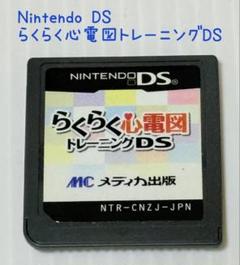 Nintendo DS
らくらく心電図トレーニングDS
NINTENDO DS
らくらく心電図
トレーニングDS
MC メディカ出版
NTR-CNZJ-JPN